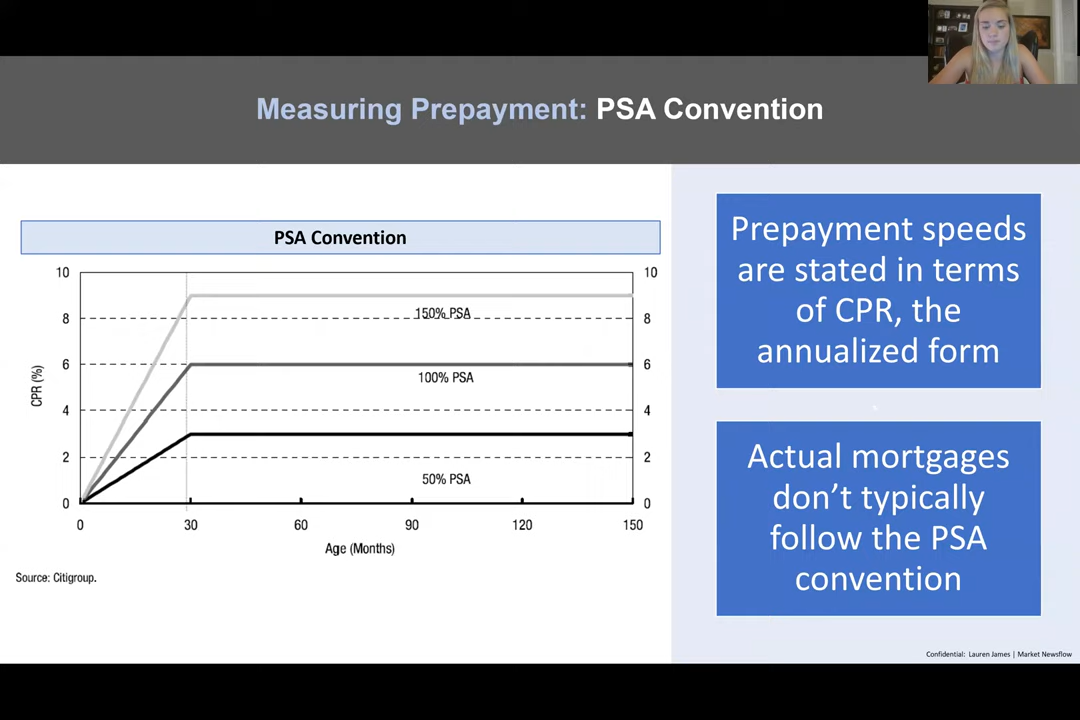 Measuring Prepayment: PSA Convention
PSA Convention
10
8
6
4
2
0
CPR (%)
150% PSA
100% PSA
50% PSA
10
8
6
4
2
0
0 30 60 90 120 150
Age (Months)
Source: Citigroup.
Prepayment speeds
are stated in terms
of CPR, the
annualized form
Actual mortgages
don’t typically
follow the PSA
convention
Confidential: Lauren James | Market Newsflow